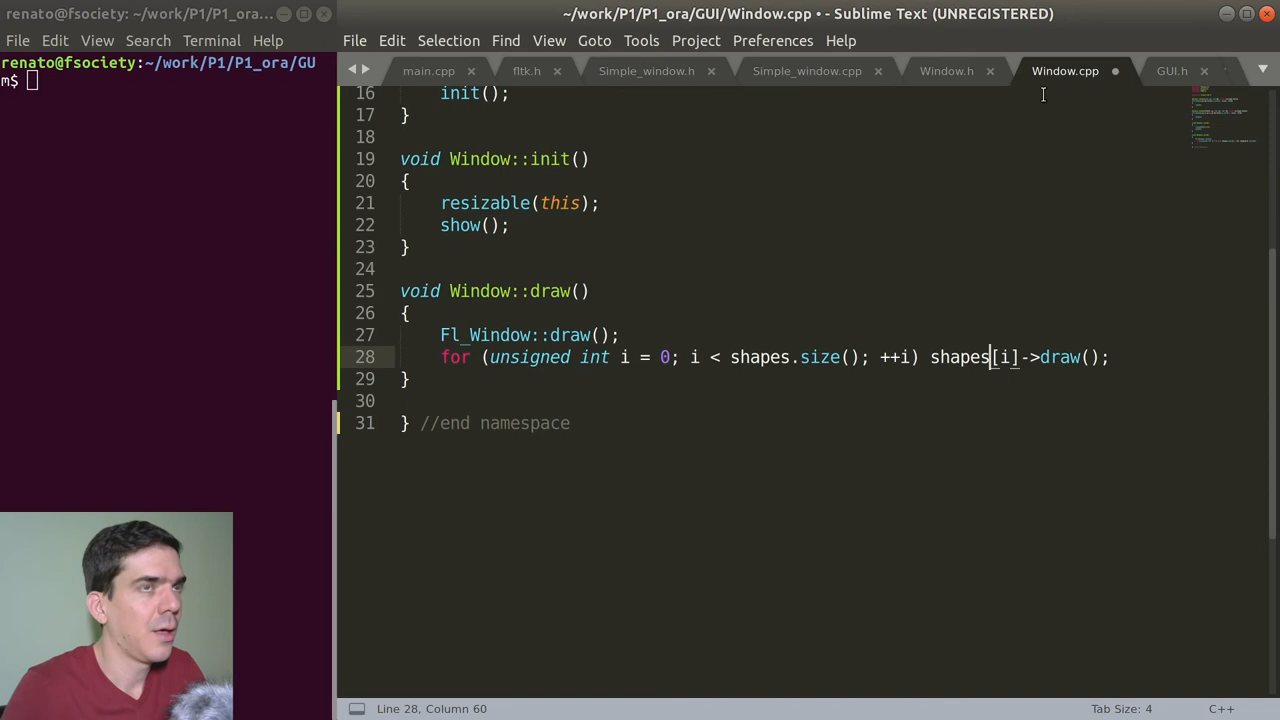 renato@fsociety: ~/work/P1/P1_ora...
File Edit View Search Terminal Help
renato@fsociety:~/work/P1/P1_ora/GU
m$
~/work/P1/P1_ora/GUI/Window.cpp • - Sublime Text (UNREGISTERED)
File Edit Selection Find View Goto Tools Project Preferences Help
main.cpp fltk.h Simple_window.h Simple_window.cpp Window.h Window.cpp GUI.h
16 init();
17 }
18
19 void Window::init()
20 {
21 resizable(this);
22 show();
23 }
24
25 void Window::draw()
26 {
27 Fl_Window::draw();
28 for (unsigned int i = 0; i < shapes.size(); ++i) shapes[i]->draw();
29 }
30
31 } //end namespace
Line 28, Column 60
Tab Size: 4
C++